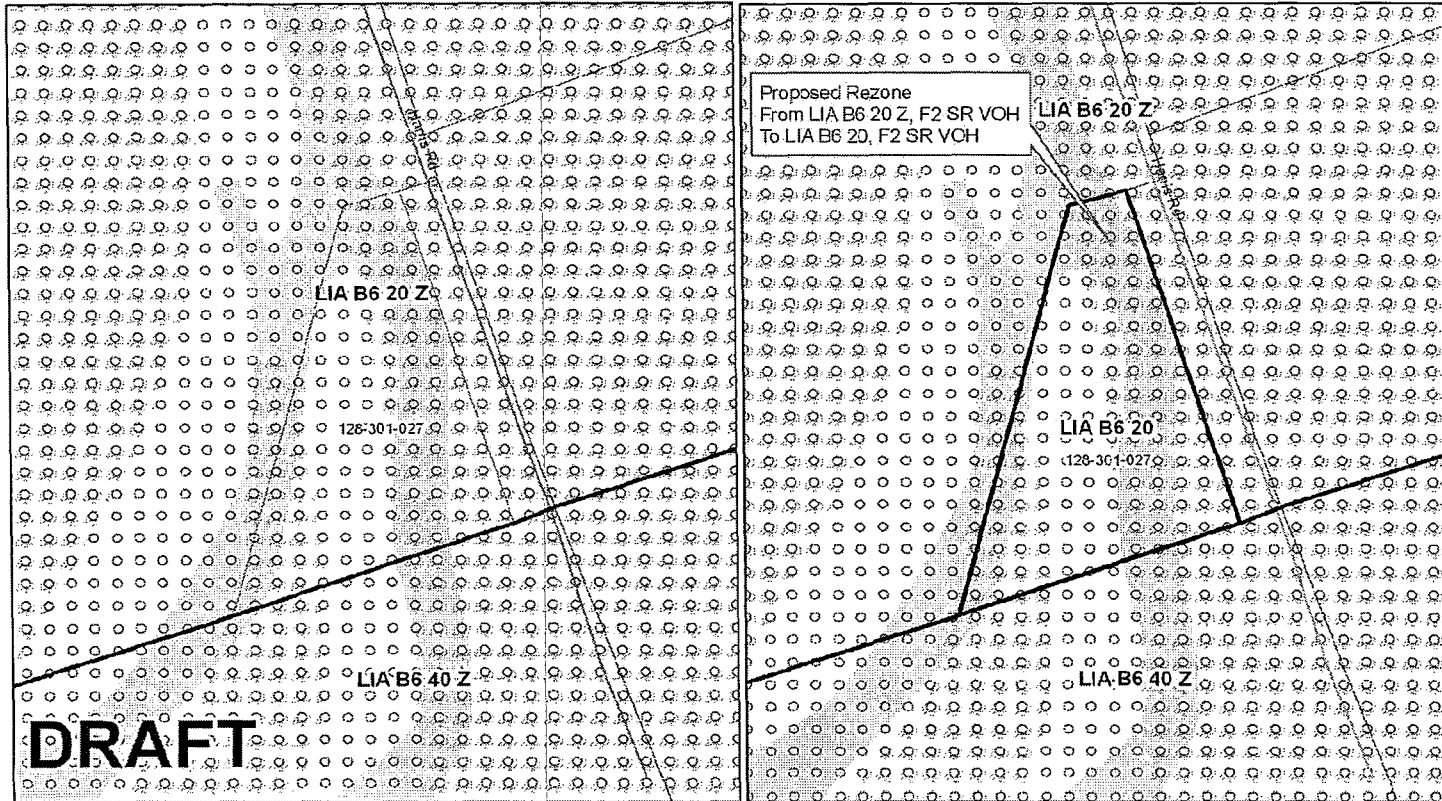 LIA B6 20 Z
128-301-027
LIA B6 40 Z
DRAFT
Proposed Rezone
From LIA B6 20 Z, F2 SR VOH
To LIA B6 20, F2 SR VOH
LIA B6 20 Z
LIA B6 20
128-301-027
LIA B6 40 Z